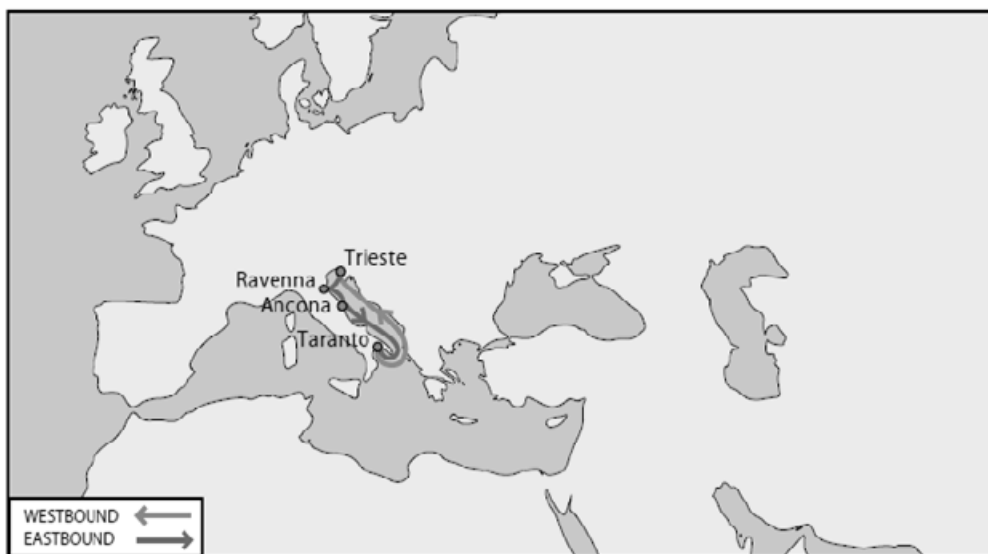 Trieste
Ravenna
Ancona
Taranto
WESTBOUND
EASTBOUND